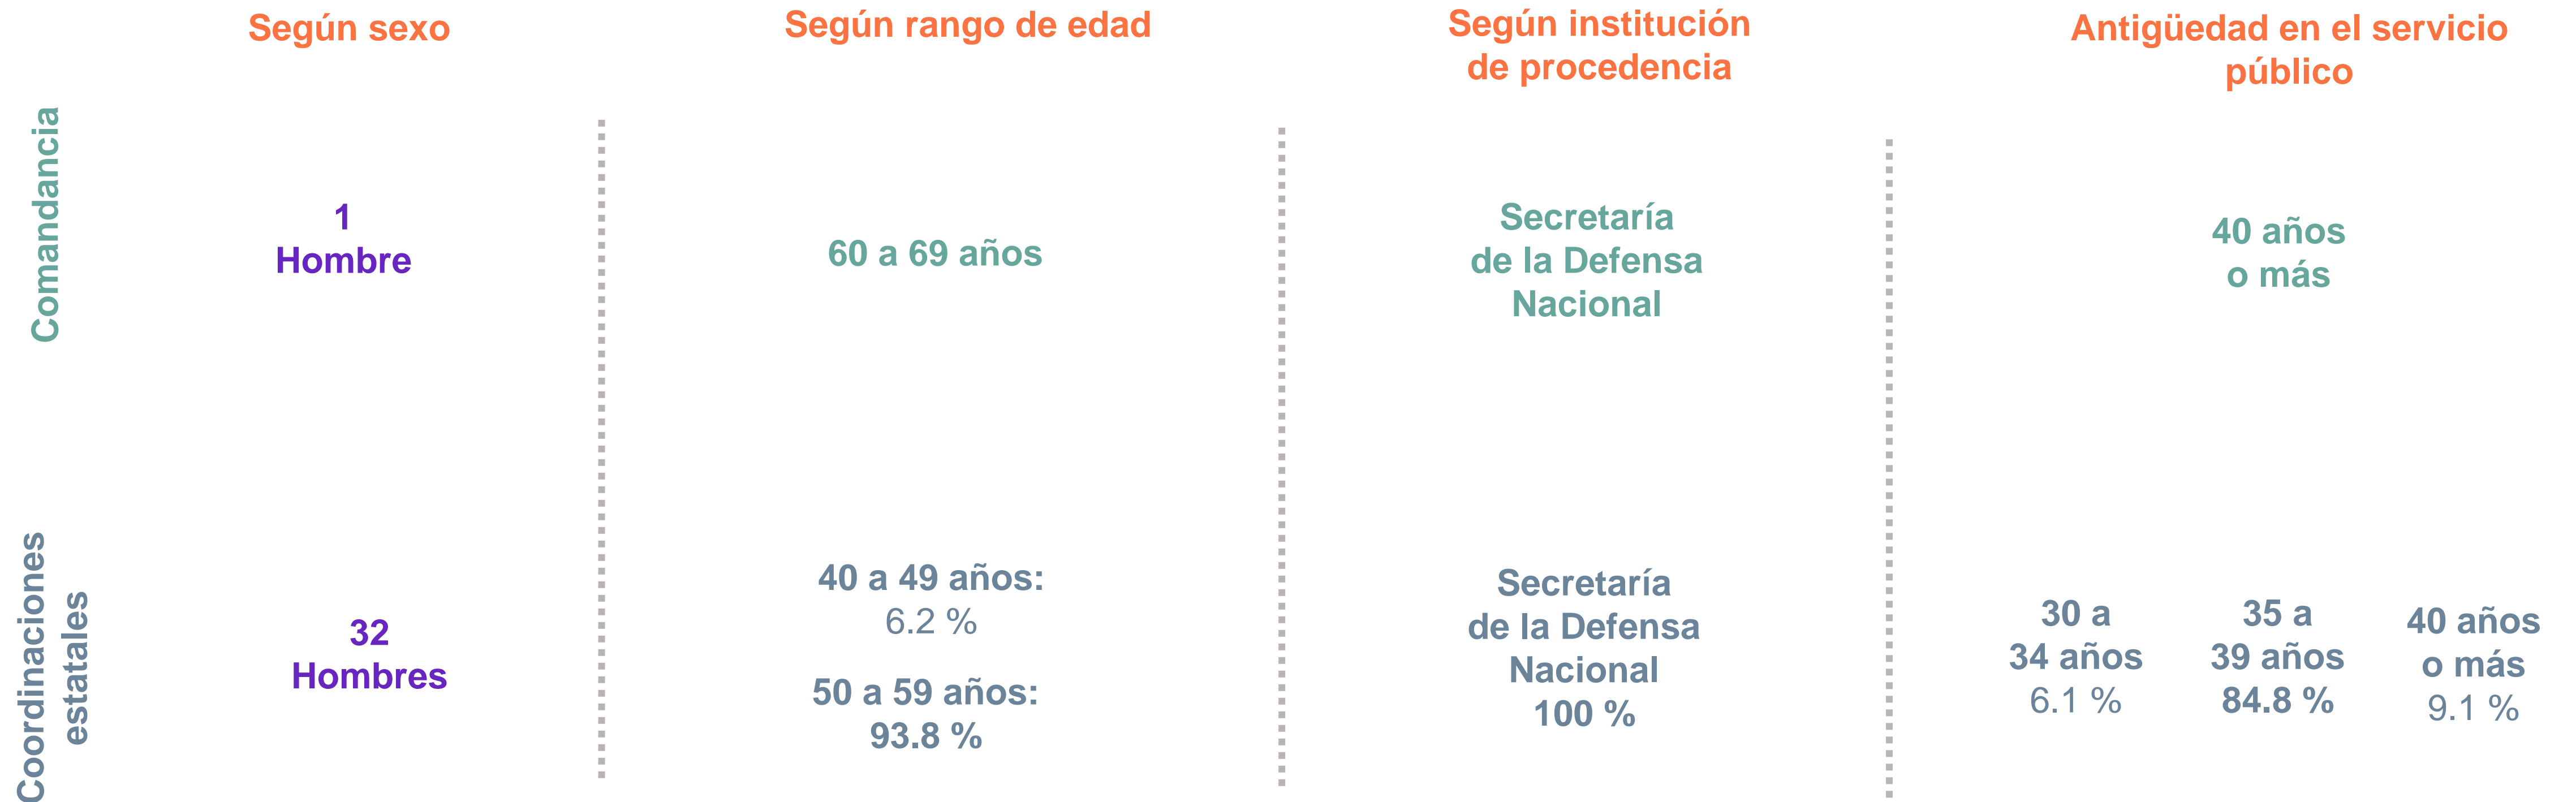 Según sexo
Según rango de edad
Según institución
de procedencia
Antigüedad en el servicio
público
Comandancia
1
Hombre
60 a 69 años
Secretaría
de la Defensa
Nacional
40 años
o más
Coordinaciones
estatales
32
Hombres
40 a 49 años:
6.2 %
50 a 59 años:
93.8 %
Secretaría
de la Defensa
Nacional
100 %
30 a
34 años
6.1 %
35 a
39 años
84.8 %
40 años
o más
9.1 %